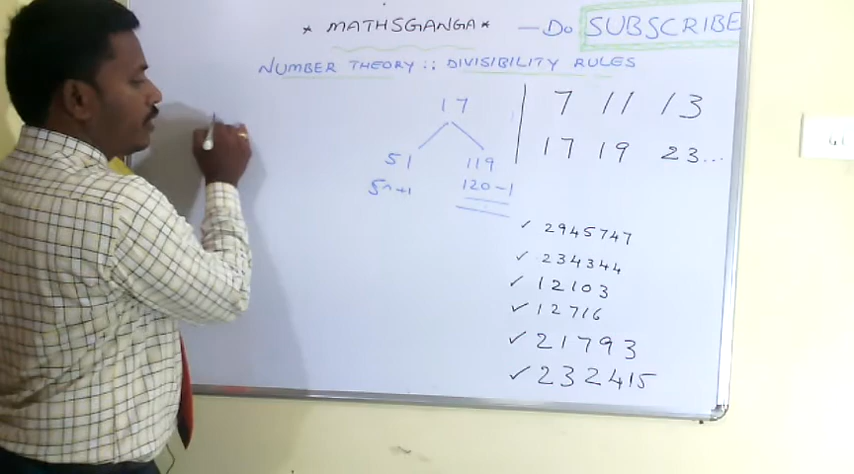 * MATHSGANGA* - Do SUBSCRIBE
NUMBER THEORY :: DIVISIBILITY RULES
17
51 119
50+1 120-1
7 11 13
17 19 23...
✓ 2945747
✓ 234344
✓ 12103
✓ 12716
✓ 21793
✓ 232415